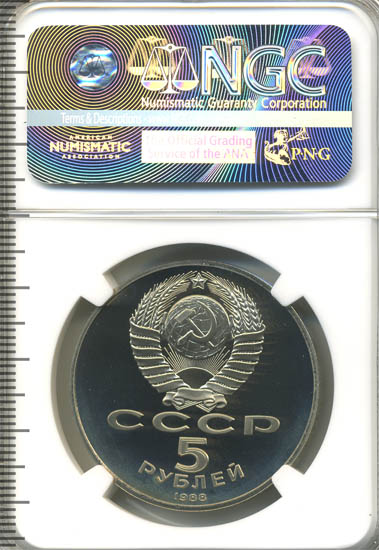 NGC
Numismatic Guaranty Corporation
Terms & Descriptions
AMERICAN
NUMISMATIC
ASSOCIATION
The Official Grading
Service of the ANA
P·N·G
СССР
5
РУБЛЕЙ
1988